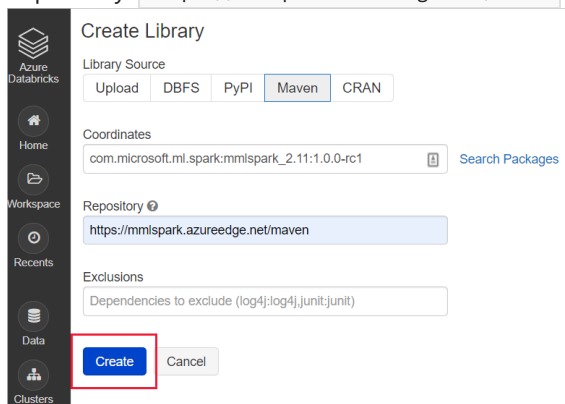 Create Library
Azure
Databricks
Library Source
Upload DBFS PyPI Maven CRAN
Home
Coordinates
com.microsoft.ml.spark:mmlspark_2.11:1.0.0-rc1 Search Packages
Workspace
Repository
https://mmlspark.azureedge.net/maven
Recents
Exclusions
Dependencies to exclude (log4j:log4j,junit:junit)
Data
Create Cancel
Clusters